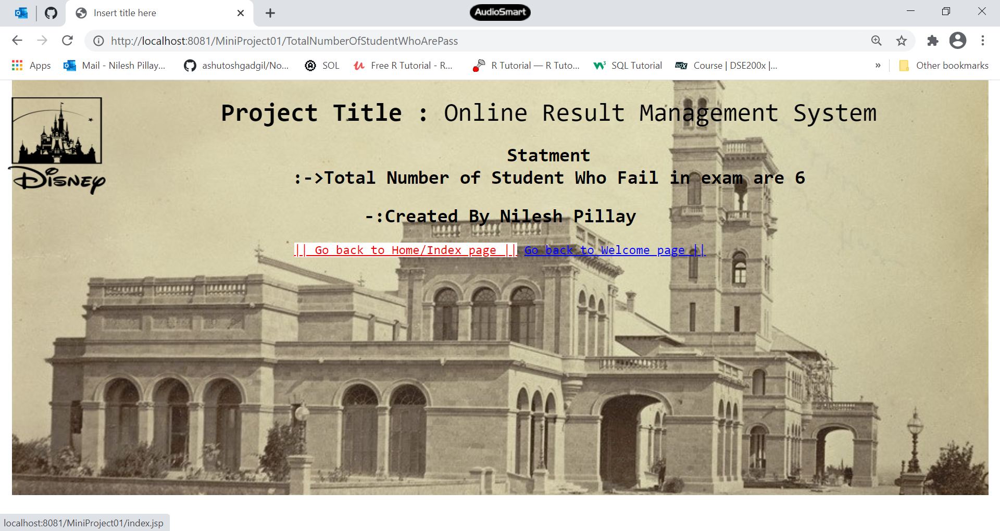 Insert title here
AudioSmart
http://localhost:8081/MiniProject01/TotalNumberOfStudentWhoArePass
Apps Mail - Nilesh Pillay... ashutoshgadgil/No... SOL Free R Tutorial - R... R Tutorial — R Tuto... SQL Tutorial edX Course | DSE200x |... » Other bookmarks
Project Title : Online Result Management System
Disney
Statment
:->Total Number of Student Who Fail in exam are 6
-:Created By Nilesh Pillay
|| Go back to Home/Index page || Go back to Welcome page ||
localhost:8081/MiniProject01/index.jsp